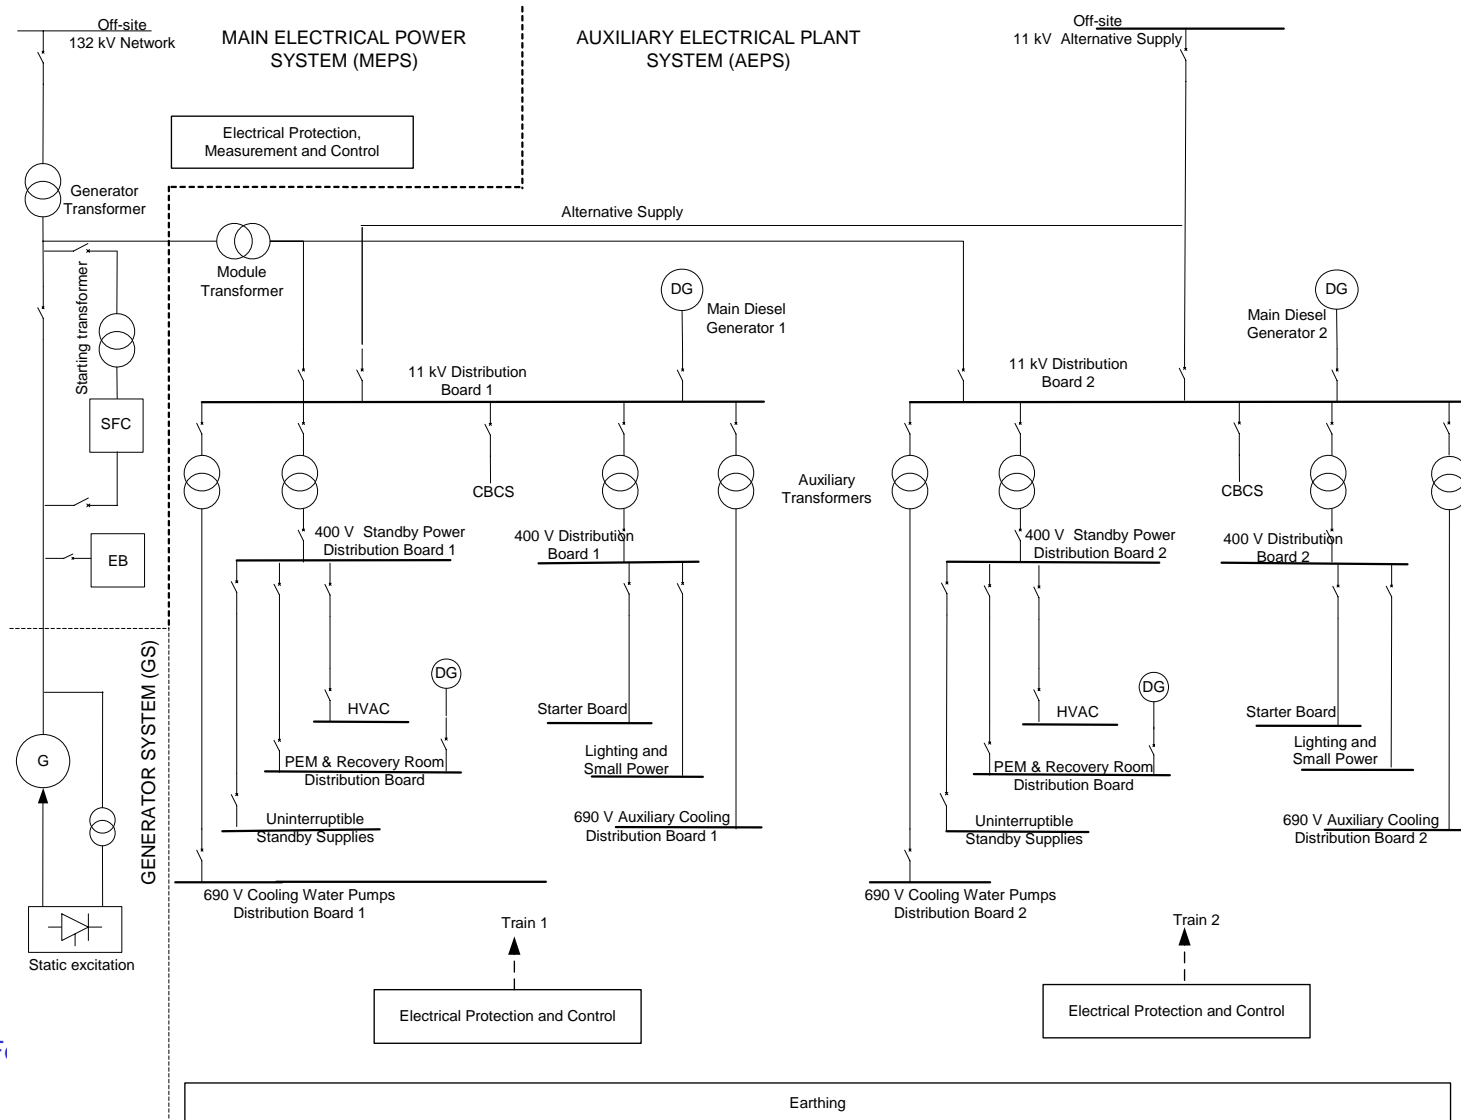 Off-site
132 kV Network
MAIN ELECTRICAL POWER
SYSTEM (MEPS)
AUXILIARY ELECTRICAL PLANT
SYSTEM (AEPS)
Off-site
11 kV Alternative Supply
Electrical Protection,
Measurement and Control
Generator
Transformer
Alternative Supply
Module
Transformer
Starting transformer
DG
Main Diesel
Generator 1
DG
Main Diesel
Generator 2
11 kV Distribution
Board 1
11 kV Distribution
Board 2
SFC
CBCS
Auxiliary
Transformers
CBCS
400 V Standby Power
Distribution Board 1
400 V Distribution
Board 1
400 V Standby Power
Distribution Board 2
400 V Distribution
Board 2
EB
GENERATOR SYSTEM (GS)
DG
HVAC
Starter Board
DG
HVAC
Starter Board
G
PEM & Recovery Room
Distribution Board
Lighting and
Small Power
PEM & Recovery Room
Distribution Board
Lighting and
Small Power
Uninterruptible
Standby Supplies
690 V Auxiliary Cooling
Distribution Board 1
Uninterruptible
Standby Supplies
690 V Auxiliary Cooling
Distribution Board 2
690 V Cooling Water Pumps
Distribution Board 1
690 V Cooling Water Pumps
Distribution Board 2
Static excitation
Train 1
Train 2
Electrical Protection and Control
Electrical Protection and Control
Earthing